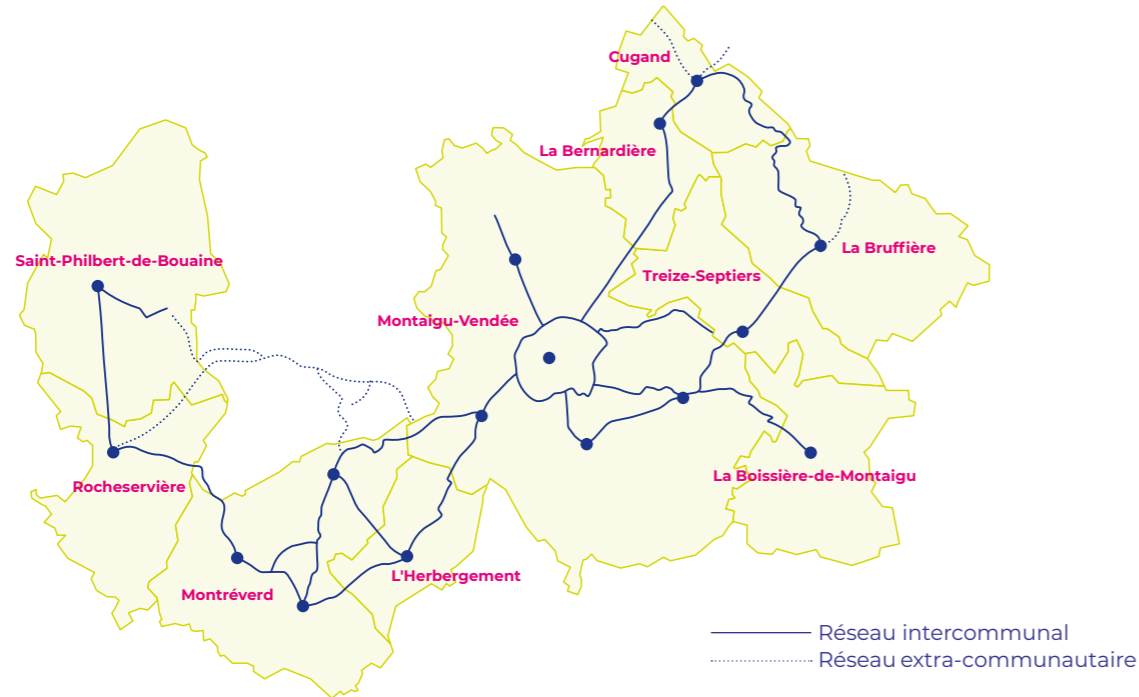 Cugand
La Bernardière
La Bruffière
Saint-Philbert-de-Bouaine
Treize-Septiers
Montaigu-Vendée
La Boissière-de-Montaigu
Rocheservière
L'Herbergement
Montréverd
Réseau intercommunal
Réseau extra-communautaire